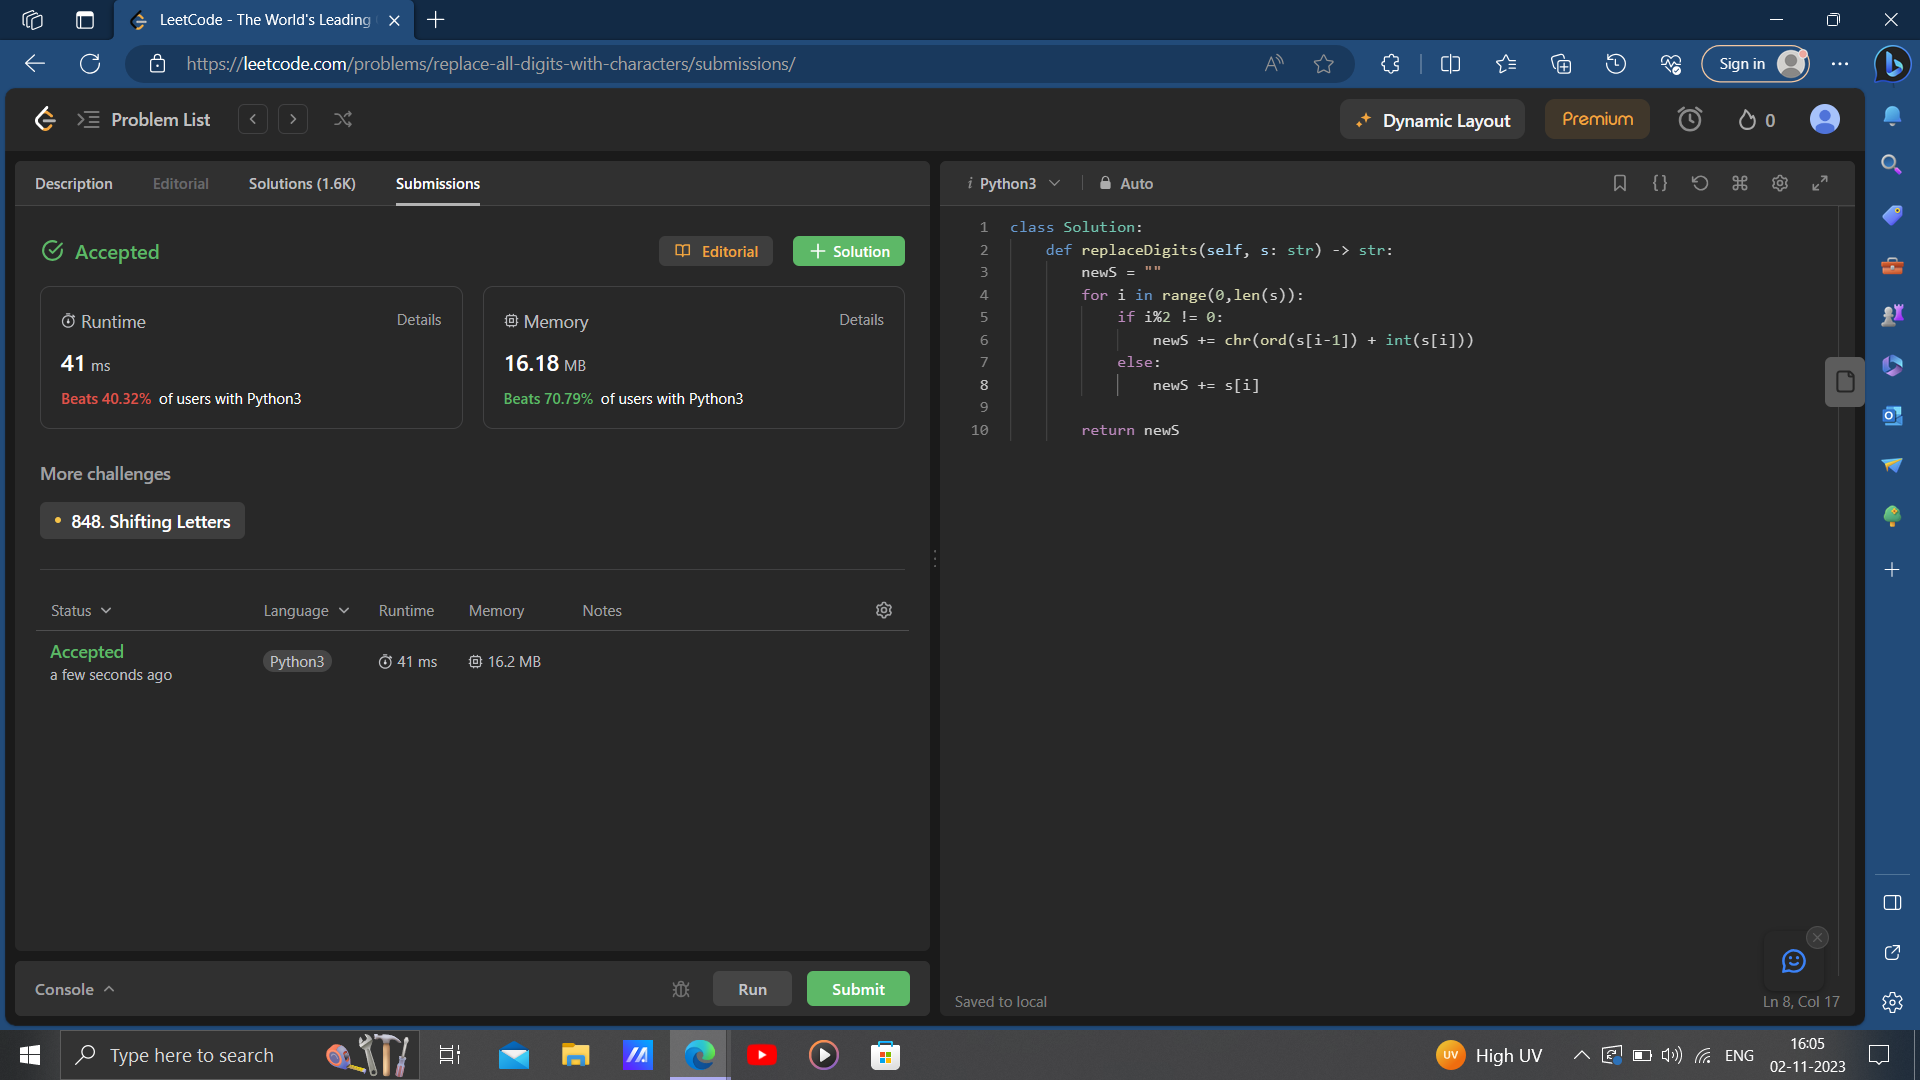 LeetCode - The World's Leading
https://leetcode.com/problems/replace-all-digits-with-characters/submissions/
Sign in
Problem List
Dynamic Layout
Premium
0
Description
Editorial
Solutions (1.6K)
Submissions
Accepted
Editorial
Solution
Runtime
Details
41 ms
Beats 40.32% of users with Python3
Memory
Details
16.18 MB
Beats 70.79% of users with Python3
More challenges
848. Shifting Letters
Status
Language
Runtime
Memory
Notes
Accepted
a few seconds ago
Python3
41 ms
16.2 MB
Console
Run
Submit
i Python3
Auto
1 class Solution:
2 def replaceDigits(self, s: str) -> str:
3 newS = ""
4 for i in range(0,len(s)):
5 if i%2 != 0:
6 newS += chr(ord(s[i-1]) + int(s[i]))
7 else:
8 newS += s[i]
9
10 return newS
Saved to local
Ln 8, Col 17
Type here to search
UV
High UV
ENG
16:05
02-11-2023